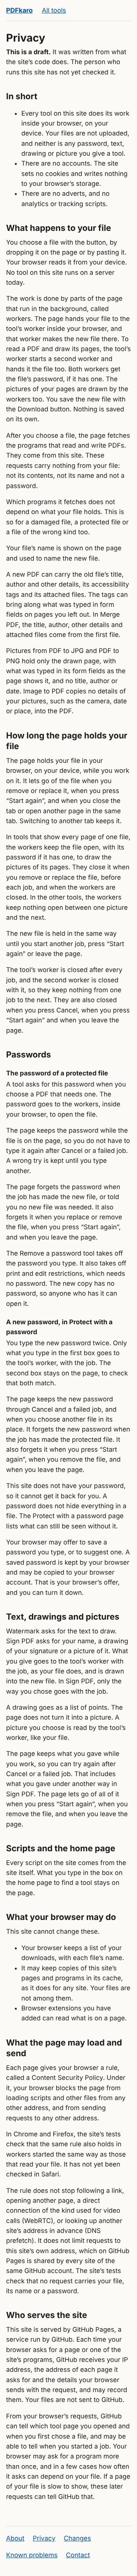 PDFkaro All tools
Privacy
This is a draft. It was written from what
the site's code does. The person who
runs this site has not yet checked it.
In short
• Every tool on this site does its work
inside your browser, on your
device. Your files are not uploaded,
and neither is any password, text,
drawing or picture you give a tool.
• There are no accounts. The site
sets no cookies and writes nothing
to your browser's storage.
• There are no adverts, and no
analytics or tracking scripts.
What happens to your file
You choose a file with the button, by
dropping it on the page or by pasting it.
Your browser reads it from your device.
No tool on this site runs on a server
today.
The work is done by parts of the page
that run in the background, called
workers. The page hands your file to the
tool's worker inside your browser, and
that worker makes the new file there. To
read a PDF and draw its pages, the tool's
worker starts a second worker and
hands it the file too. Both workers get
the file's password, if it has one. The
pictures of your pages are drawn by the
two workers too. You save the new file with
the Download button. Nothing is saved
on its own.
After you choose a file, the page fetches
the programs that read and write PDFs.
They come from this site. These
requests carry nothing from your file:
not its contents, not its name and not a
password.
Which programs it fetches does not
depend on what your file holds. This is
so for a damaged file, a protected file or
a file of the wrong kind too.
Your file's name is shown on the page
and used to name the new file.
A new PDF can carry the old file's title,
author and other details, its accessibility
tags and its attached files. The tags can
bring along what was typed in form
fields on pages you left out. In Merge
PDF, the title, author, other details and
attached files come from the first file.
Pictures from PDF to JPG and PDF to
PNG hold only the drawn page, with
what was typed in its form fields as the
page shows it, and no title, author or
date. Image to PDF copies no details of
your pictures, such as the camera, date
or place, into the PDF.
How long the page holds your
file
The page holds your file in your
browser, on your device, while you work
on it. It lets go of the file when you
remove or replace it, when you press
“Start again”, and when you close the
page or open another page in the same
tab. Switching to another tab keeps it.
In tools that show every page of one file,
the workers keep the file open, with its
password if it has one, to draw the
pictures of its pages. They close it when
you remove or replace the file, before
each job, and when the workers are
closed. In the other tools, the workers
keep nothing open between one picture
and the next.
The new file is held in the same way
until you start another job, press “Start
again” or leave the page.
The tool's worker is closed after every
job, and the second worker is closed
with it, so they keep nothing from one
job to the next. They are also closed
when you press Cancel, when you press
“Start again” and when you leave the
page.
Passwords
The password of a protected file
A tool asks for this password when you
choose a PDF that needs one. The
password goes to the workers, inside
your browser, to open the file.
The page keeps the password while the
file is on the page, so you do not have to
type it again after Cancel or a failed job.
A wrong try is kept until you type
another.
The page forgets the password when
the job has made the new file, or told
you no new file was needed. It also
forgets it when you replace or remove
the file, when you press “Start again”,
and when you leave the page.
The Remove a password tool takes off
the password you type. It also takes off
print and edit restrictions, which needs
no password. The new copy has no
password, so anyone who has it can
open it.
A new password, in Protect with a
password
You type the new password twice. Only
what you type in the first box goes to
the tool's worker, with the job. The
second box stays on the page, to check
that both match.
The page keeps the new password
through Cancel and a failed job, and
when you choose another file in its
place. It forgets the new password when
the job has made the protected file. It
also forgets it when you press “Start
again”, when you remove the file, and
when you leave the page.
This site does not have your password,
so it cannot get it back for you. A
password does not hide everything in a
file. The Protect with a password page
lists what can still be seen without it.
Your browser may offer to save a
password you type, or to suggest one. A
saved password is kept by your browser
and may be copied to your browser
account. That is your browser's offer,
and you can turn it down.
Text, drawings and pictures
Watermark asks for the text to draw.
Sign PDF asks for your name, a drawing
of your signature or a picture of it. What
you give goes to the tool's worker with
the job, as your file does, and is drawn
into the new file. In Sign PDF, only the
way you chose goes with the job.
A drawing goes as a list of points. The
page does not turn it into a picture. A
picture you choose is read by the tool's
worker, like your file.
The page keeps what you gave while
you work, so you can try again after
Cancel or a failed job. That includes
what you gave under another way in
Sign PDF. The page lets go of all of it
when you press “Start again”, when you
remove the file, and when you leave the
page.
Scripts and the home page
Every script on the site comes from the
site itself. What you type in the box on
the home page to find a tool stays on
the page.
What your browser may do
This site cannot change these.
• Your browser keeps a list of your
downloads, with each file's name.
• It may keep copies of this site's
pages and programs in its cache,
as it does for any site. Your files are
not among them.
• Browser extensions you have
added can read what is on a page.
What the page may load and
send
Each page gives your browser a rule,
called a Content Security Policy. Under
it, your browser blocks the page from
loading scripts and other files from any
other address, and from sending
requests to any other address.
In Chrome and Firefox, the site's tests
check that the same rule also holds in
workers started the same way as those
that read your file. It has not yet been
checked in Safari.
The rule does not stop following a link,
opening another page, a direct
connection of the kind used for video
calls (WebRTC), or looking up another
site's address in advance (DNS
prefetch). It does not limit requests to
this site's own address, which on GitHub
Pages is shared by every site of the
same GitHub account. The site's tests
check that no request carries your file,
its name or a password.
Who serves the site
This site is served by GitHub Pages, a
service run by GitHub. Each time your
browser asks for a page or one of the
site's programs, GitHub receives your IP
address, the address of each page it
asks for and the details your browser
sends with the request, and may record
them. Your files are not sent to GitHub.
From your browser's requests, GitHub
can tell which tool page you opened and
when you first chose a file, and may be
able to tell when you ran a job. Your
browser may ask for a program more
than once, and in a few cases how often
it asks can depend on your file. If a page
of your file is slow to show, these later
requests can tell GitHub that.
About Privacy Changes
Known problems Contact